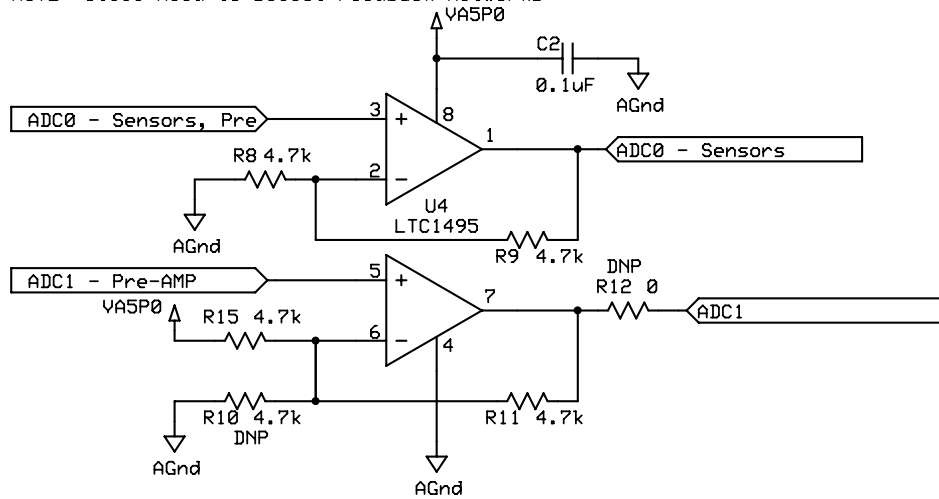 VA5P0
C2
0.1uF
AGnd
ADC0 - Sensors, Pre
3
+
8
1
ADC0 - Sensors
R8 4.7k
2
-
U4
LTC1495
AGnd
R9 4.7k
ADC1 - Pre-AMP
5
+
7
DNP
R12 0
ADC1
VA5P0
R15 4.7k
6
-
4
R10 4.7k
DNP
R11 4.7k
AGnd
AGnd